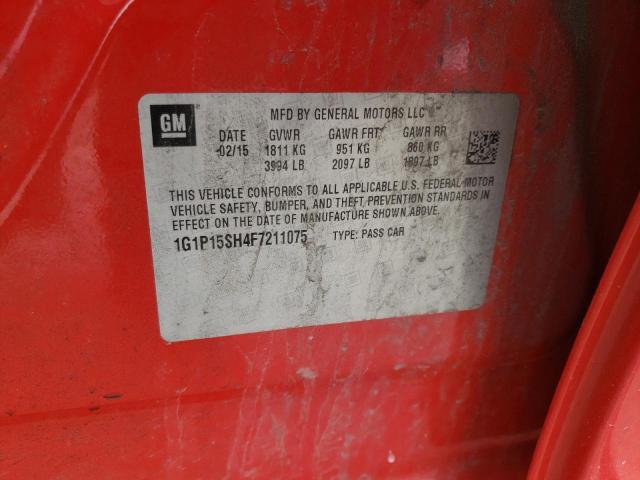 GM
MFD BY GENERAL MOTORS LLC
DATE GVWR GAWR FRT GAWR RR
02/15 1811 KG 951 KG 860 KG
3994 LB 2097 LB 1897 LB
THIS VEHICLE CONFORMS TO ALL APPLICABLE U.S. FEDERAL MOTOR
VEHICLE SAFETY, BUMPER, AND THEFT PREVENTION STANDARDS IN
EFFECT ON THE DATE OF MANUFACTURE SHOWN ABOVE.
1G1P15SH4F7211075 TYPE: PASS CAR